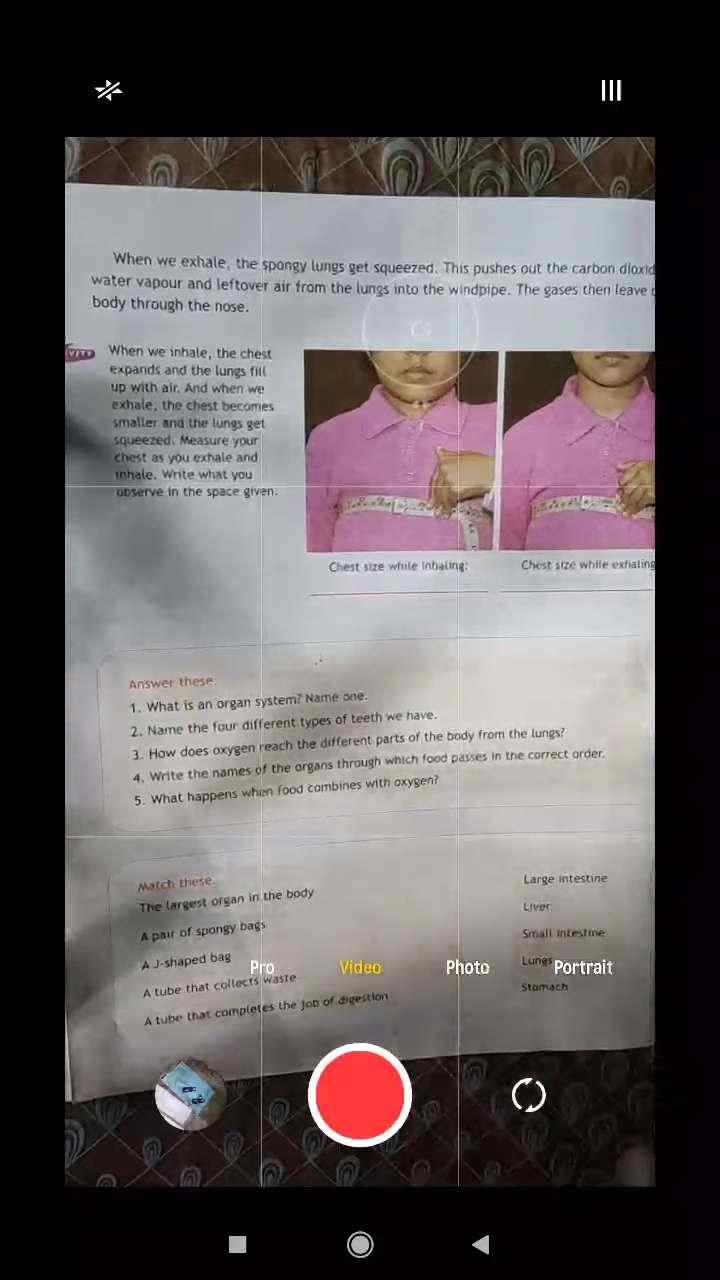 When we exhale, the spongy lungs get squeezed. This pushes out the carbon dioxid
water vapour and leftover air from the lungs into the windpipe. The gases then leave
body through the nose.
VITY
When we inhale, the chest
expands and the lungs fill
up with air. And when we
exhale, the chest becomes
smaller and the lungs get
squeezed. Measure your
chest as you exhale and
inhale. Write what you
observe in the space given.
Chest size while inhaling:
Chest size while exhaling
Answer these.
1. What is an organ system? Name one.
2. Name the four different types of teeth we have.
3. How does oxygen reach the different parts of the body from the lungs?
4. Write the names of the organs through which food passes in the correct order.
5. What happens when food combines with oxygen?
Match these.
The largest organ in the body
Large intestine
A pair of spongy bags
Liver
A J-shaped bag
Small intestine
A tube that collects waste
Lungs
A tube that completes the job of digestion
Stomach
Pro
Video
Photo
Portrait